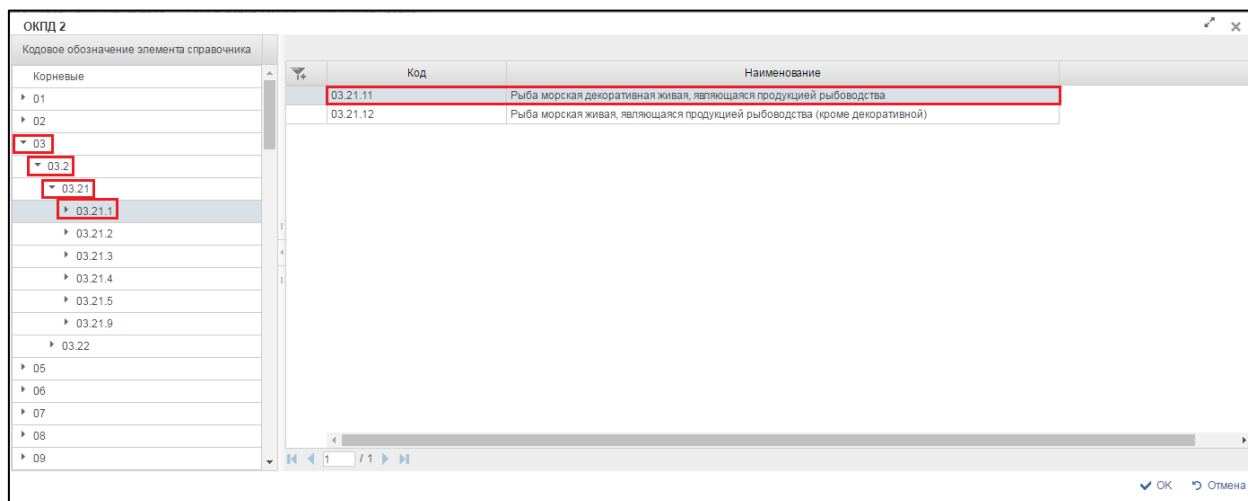 ОКПД 2
Кодовое обозначение элемента справочника
Корневые
01
02
03
03.2
03.21
03.21.1
03.21.2
03.21.3
03.21.4
03.21.5
03.21.9
03.22
05
06
07
08
09
Код Наименование
03.21.11 Рыба морская декоративная живая, являющаяся продукцией рыбоводства
03.21.12 Рыба морская живая, являющаяся продукцией рыбоводства (кроме декоративной)
1 / 1
ОК Отмена